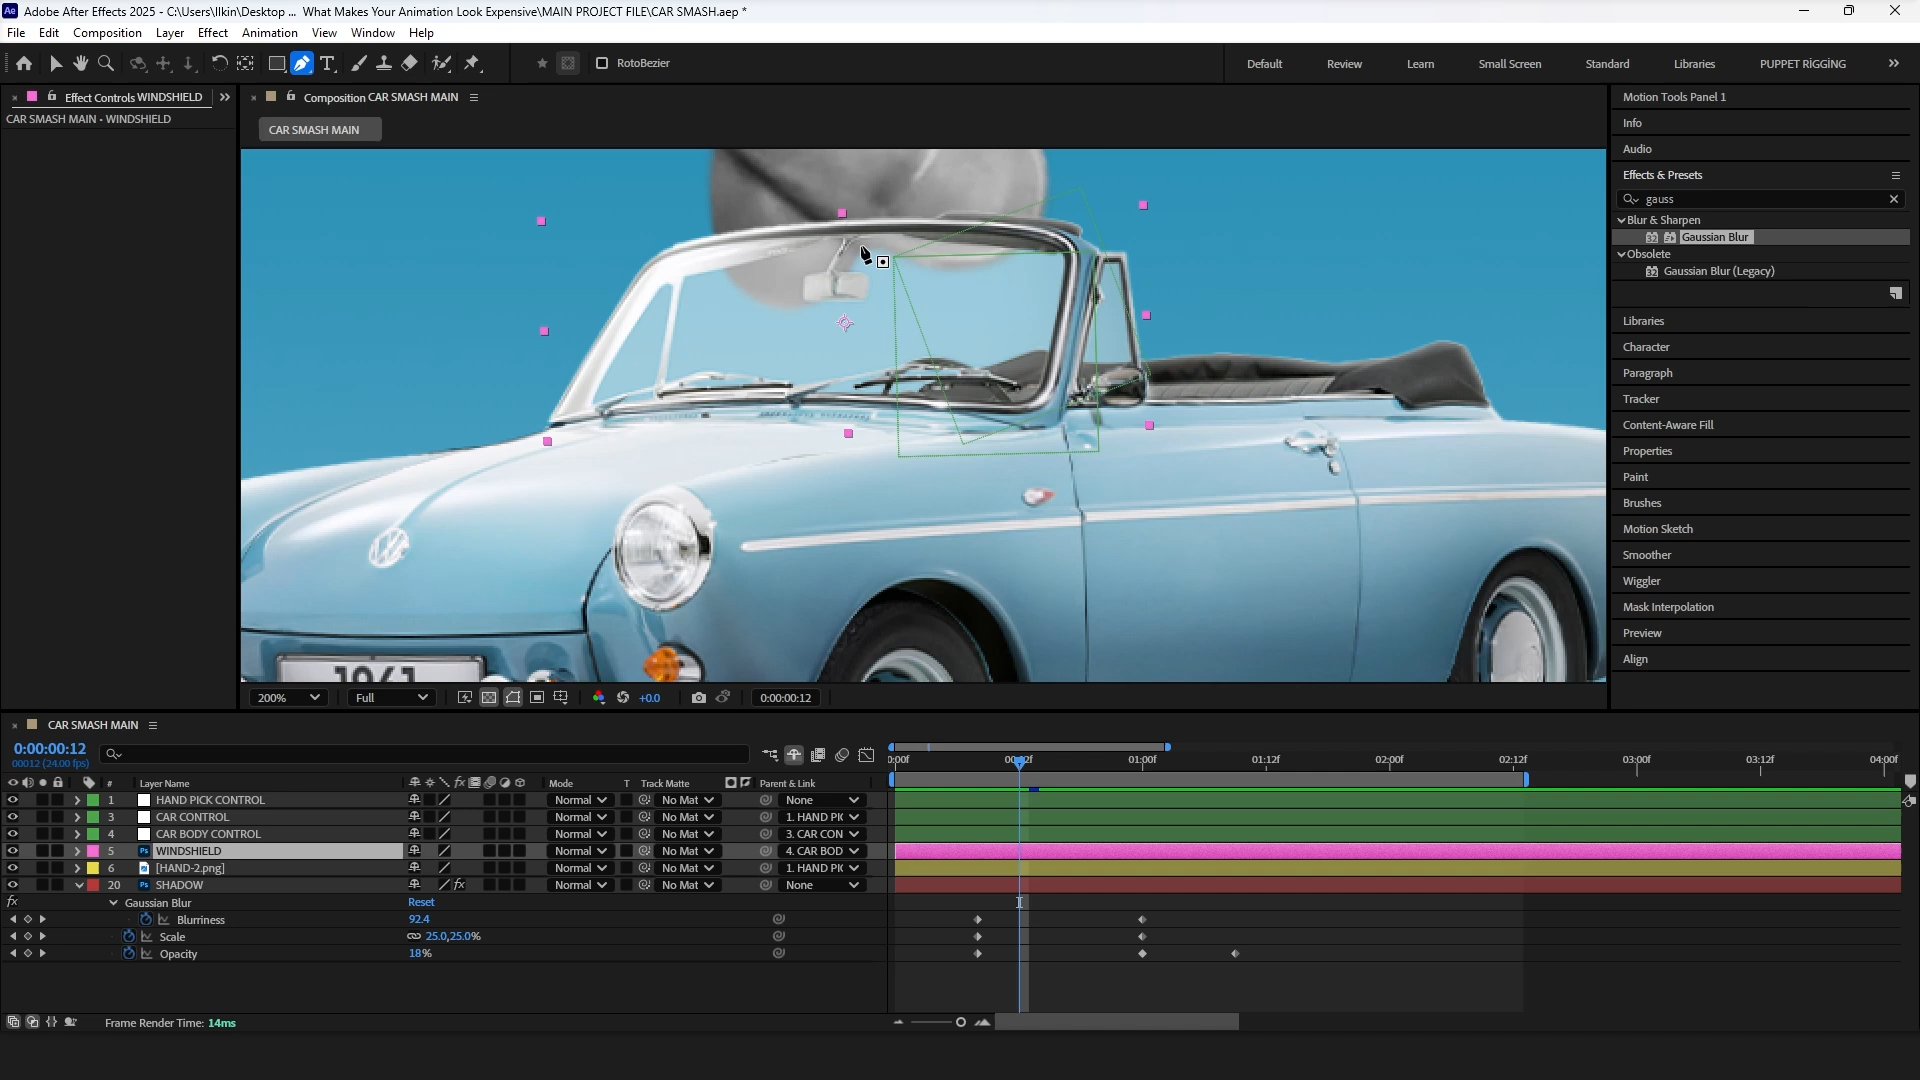 Adobe After Effects 2025 - C:\Users\Ilkin\Desktop ... What Makes Your Animation Look Expensive\MAIN PROJECT FILE\CAR SMASH.aep *
File Edit Composition Layer Effect Animation View Window Help
RotoBezier
Default Review Learn Small Screen Standard Libraries PUPPET RİGGİNG
Effect Controls WINDSHIELD
Composition CAR SMASH MAIN
CAR SMASH MAIN • WINDSHIELD
CAR SMASH MAIN
1961
Motion Tools Panel 1
Info
Audio
Effects & Presets
gauss
Blur & Sharpen
Gaussian Blur
Obsolete
Gaussian Blur (Legacy)
Libraries
Character
Paragraph
Tracker
Content-Aware Fill
Properties
Paint
Brushes
Motion Sketch
Smoother
Wiggler
Mask Interpolation
Preview
Align
200% Full +0.0 0:00:00:12
CAR SMASH MAIN
0:00:00:12
00012 (24.00 fps)
# Layer Name Mode T Track Matte Parent & Link
01:00f 01:12f 02:00f 02:12f 03:00f 03:12f 04:00f
1 HAND PICK CONTROL Normal No Mat None
3 CAR CONTROL Normal No Mat 1. HAND PI
4 CAR BODY CONTROL Normal No Mat 3. CAR CON
5 WINDSHIELD Normal No Mat 4. CAR BOD
6 [HAND-2.png] Normal No Mat 1. HAND PI
20 SHADOW Normal No Mat None
fx Gaussian Blur Reset
Blurriness 92.4
Scale 25.0,25.0%
Opacity 18%
Frame Render Time: 14ms